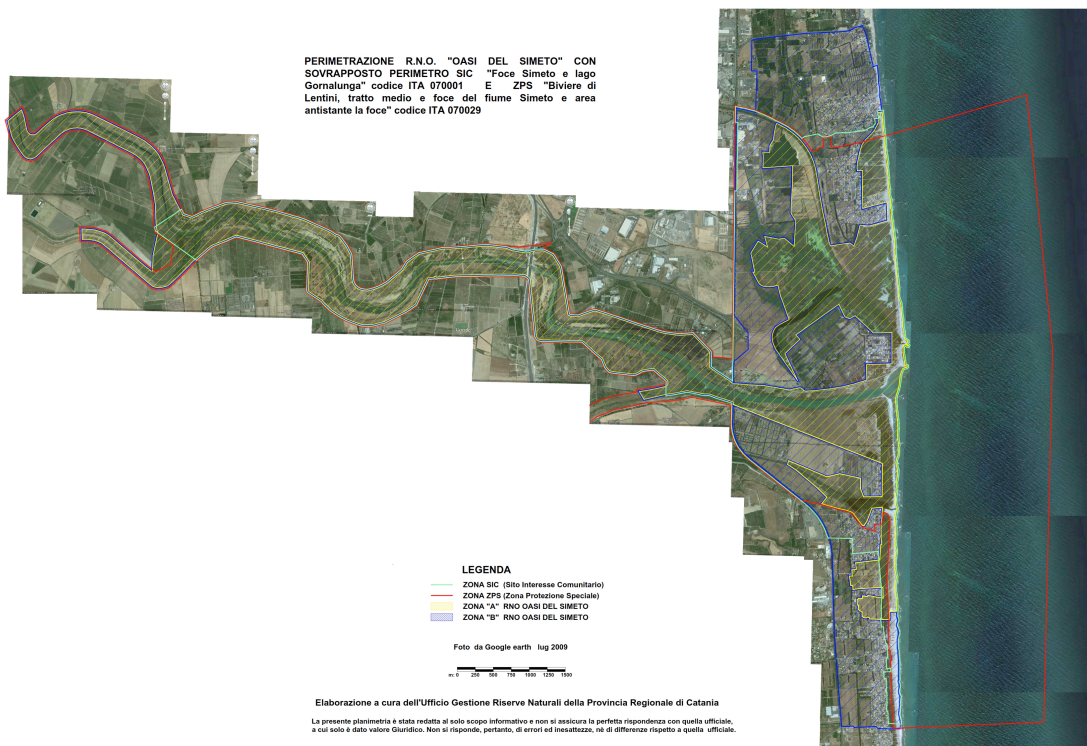 PERIMETRAZIONE R.N.O. "OASI DEL SIMETO" CON
SOVRAPPOSTO PERIMETRO SIC "Foce Simeto e lago
Gornalunga" codice ITA 070001 E ZPS "Biviere di
Lentini, tratto medio e foce del fiume Simeto e area
antistante la foce" codice ITA 070029
LEGENDA
ZONA SIC (Sito Interesse Comunitario)
ZONA ZPS (Zona Protezione Speciale)
ZONA "A" RNO OASI DEL SIMETO
ZONA "B" RNO OASI DEL SIMETO
Foto da Google earth lug 2009
m: 0 250 500 750 1000 1250 1500
Elaborazione a cura dell'Ufficio Gestione Riserve Naturali della Provincia Regionale di Catania
La presente planimetria è stata redatta al solo scopo informativo e non si assicura la perfetta rispondenza con quella ufficiale,
a cui solo è dato valore Giuridico. Non si risponde, pertanto, di errori ed inesattezze, nè di differenze rispetto a quella ufficiale.